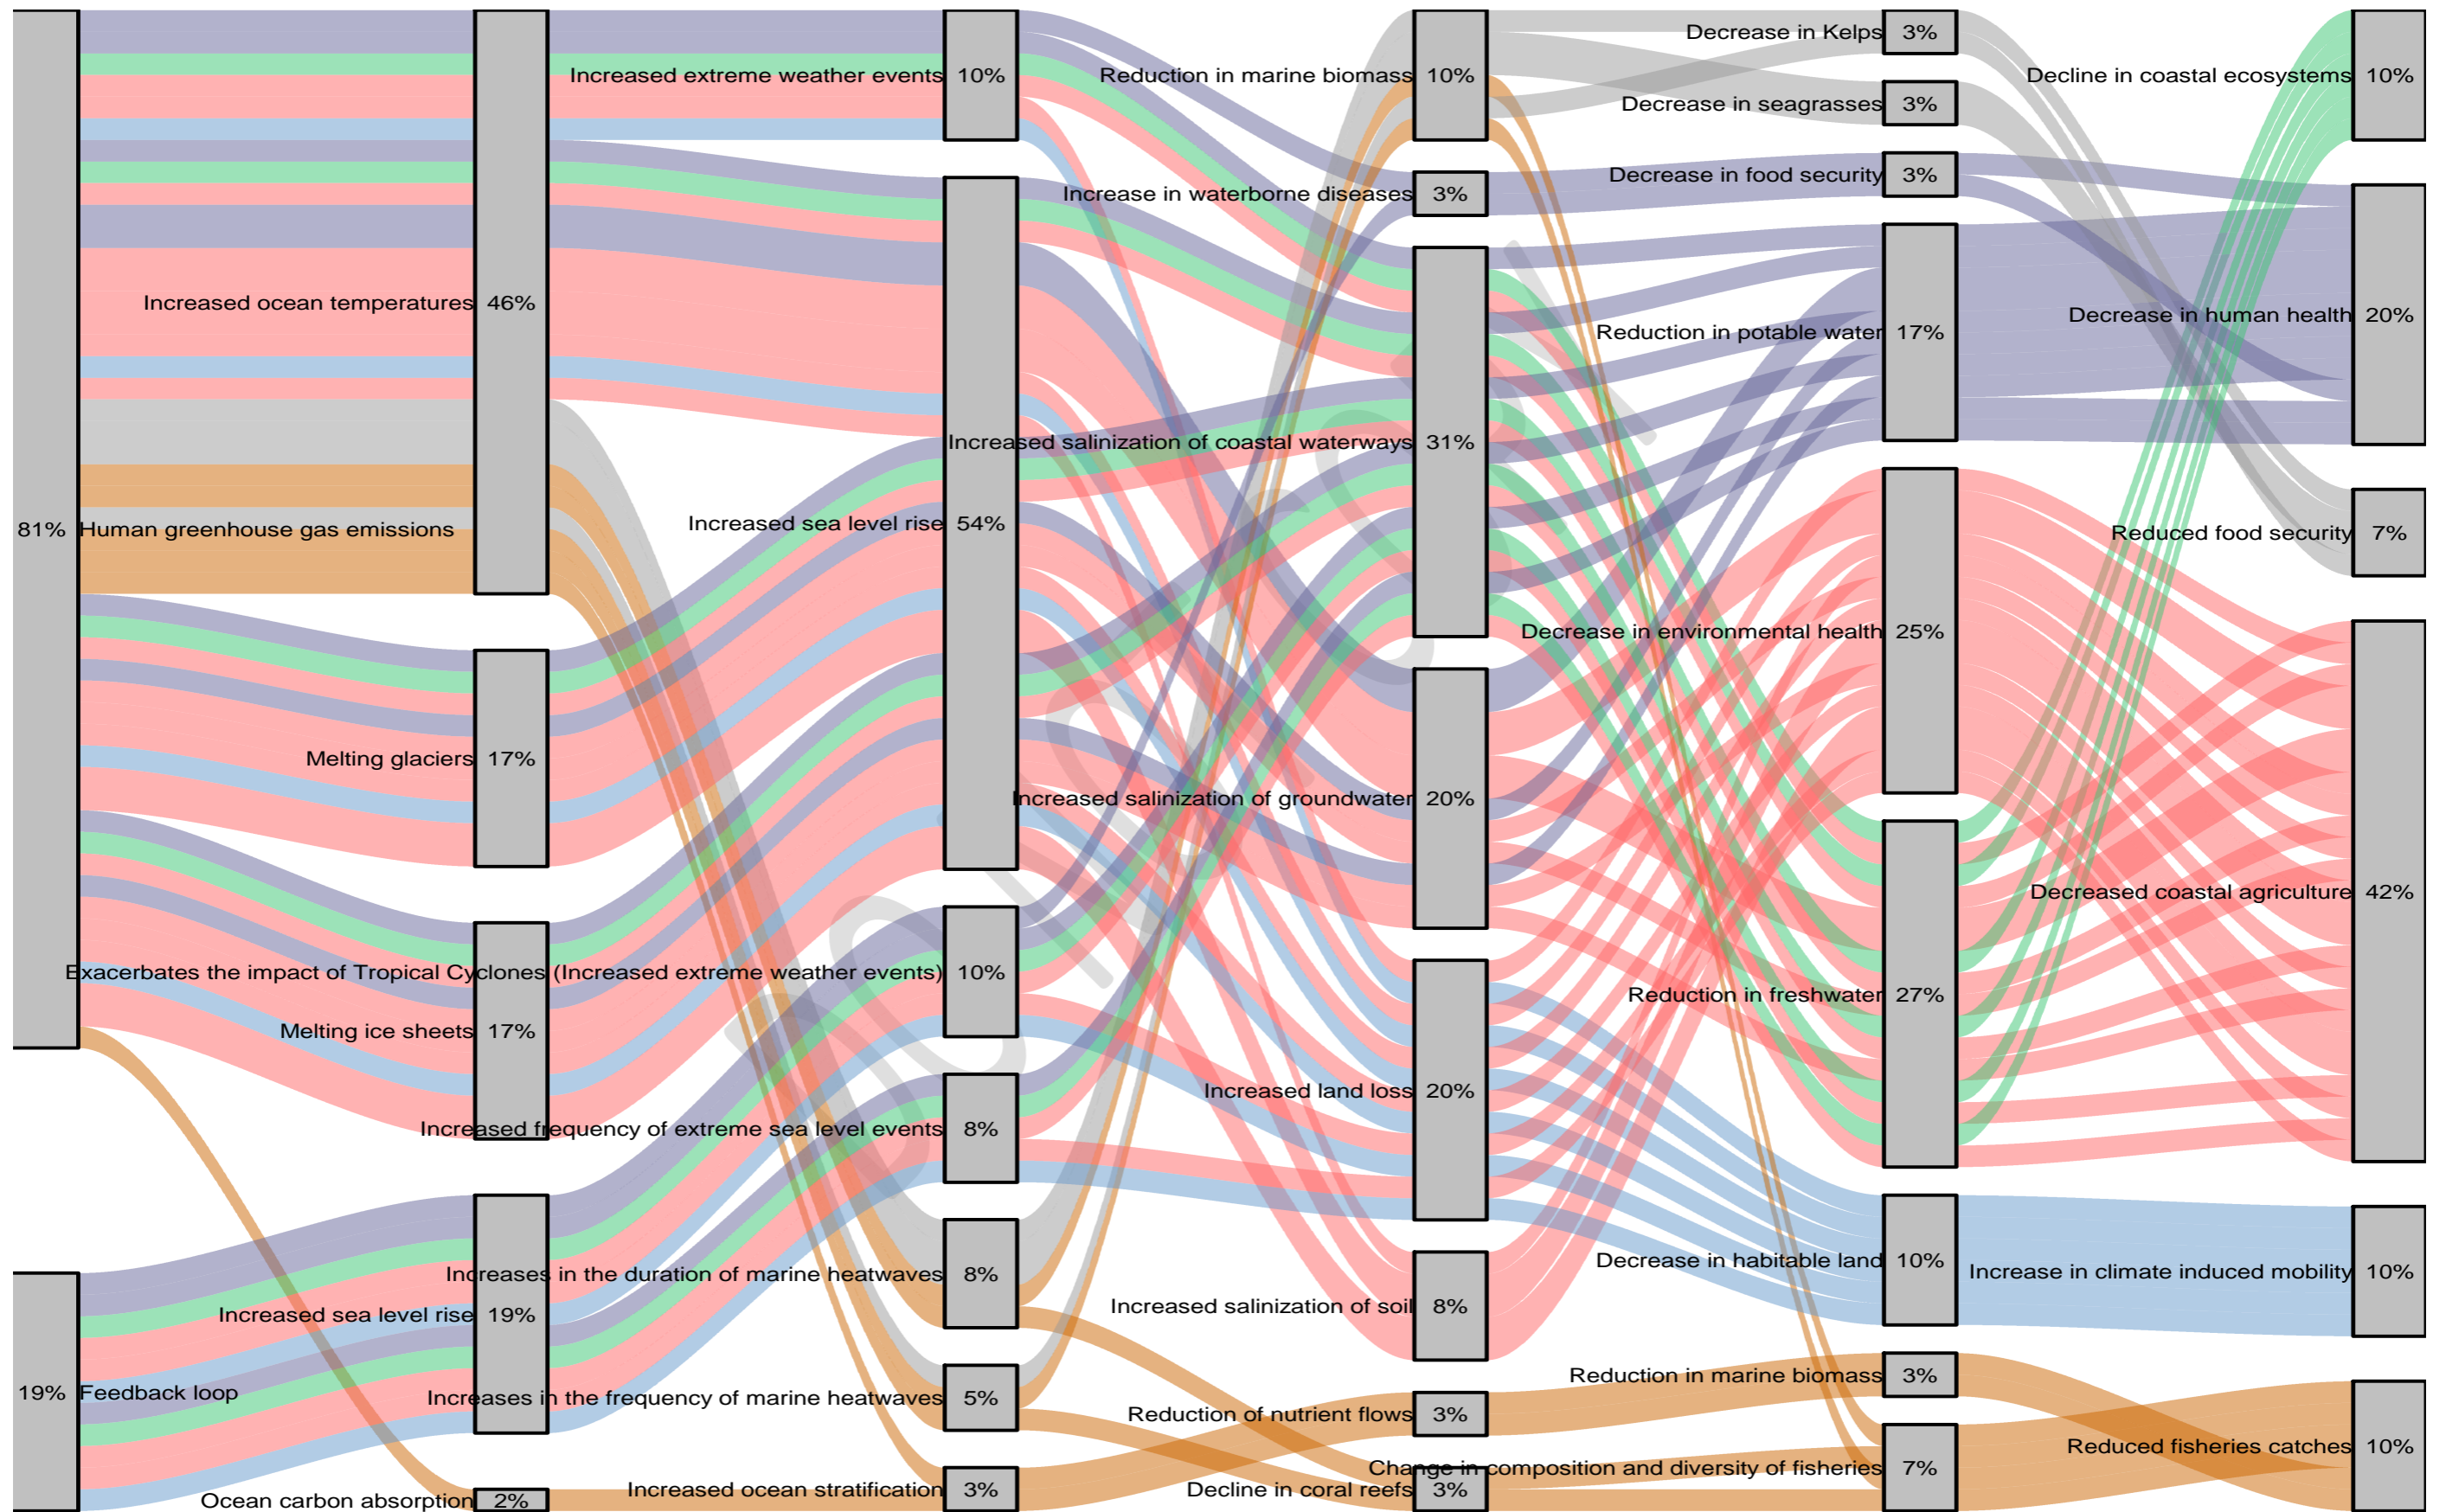 81% Human greenhouse gas emissions
19% Feedback loop
Increased ocean temperatures 46%
Melting glaciers 17%
Melting ice sheets 17%
Increased sea level rise 19%
Ocean carbon absorption 2%
Increased extreme weather events 10%
Increased sea level rise 54%
Exacerbates the impact of Tropical Cyclones (Increased extreme weather events) 10%
Increased frequency of extreme sea level events 8%
Increases in the duration of marine heatwaves 8%
Increases in the frequency of marine heatwaves 5%
Increased ocean stratification 3%
Reduction in marine biomass 10%
Increase in waterborne diseases 3%
Increased salinization of coastal waterways 31%
Increased salinization of groundwater 20%
Increased land loss 20%
Increased salinization of soil 8%
Reduction of nutrient flows 3%
Decline in coral reefs 3%
Decrease in Kelps 3%
Decrease in seagrasses 3%
Decrease in food security 3%
Reduction in potable water 17%
Decrease in environmental health 25%
Reduction in freshwater 27%
Decrease in habitable land 10%
Reduction in marine biomass 3%
Change in composition and diversity of fisheries 7%
Decline in coastal ecosystems 10%
Decrease in human health 20%
Reduced food security 7%
Decreased coastal agriculture 42%
Increase in climate induced mobility 10%
Reduced fisheries catches 10%